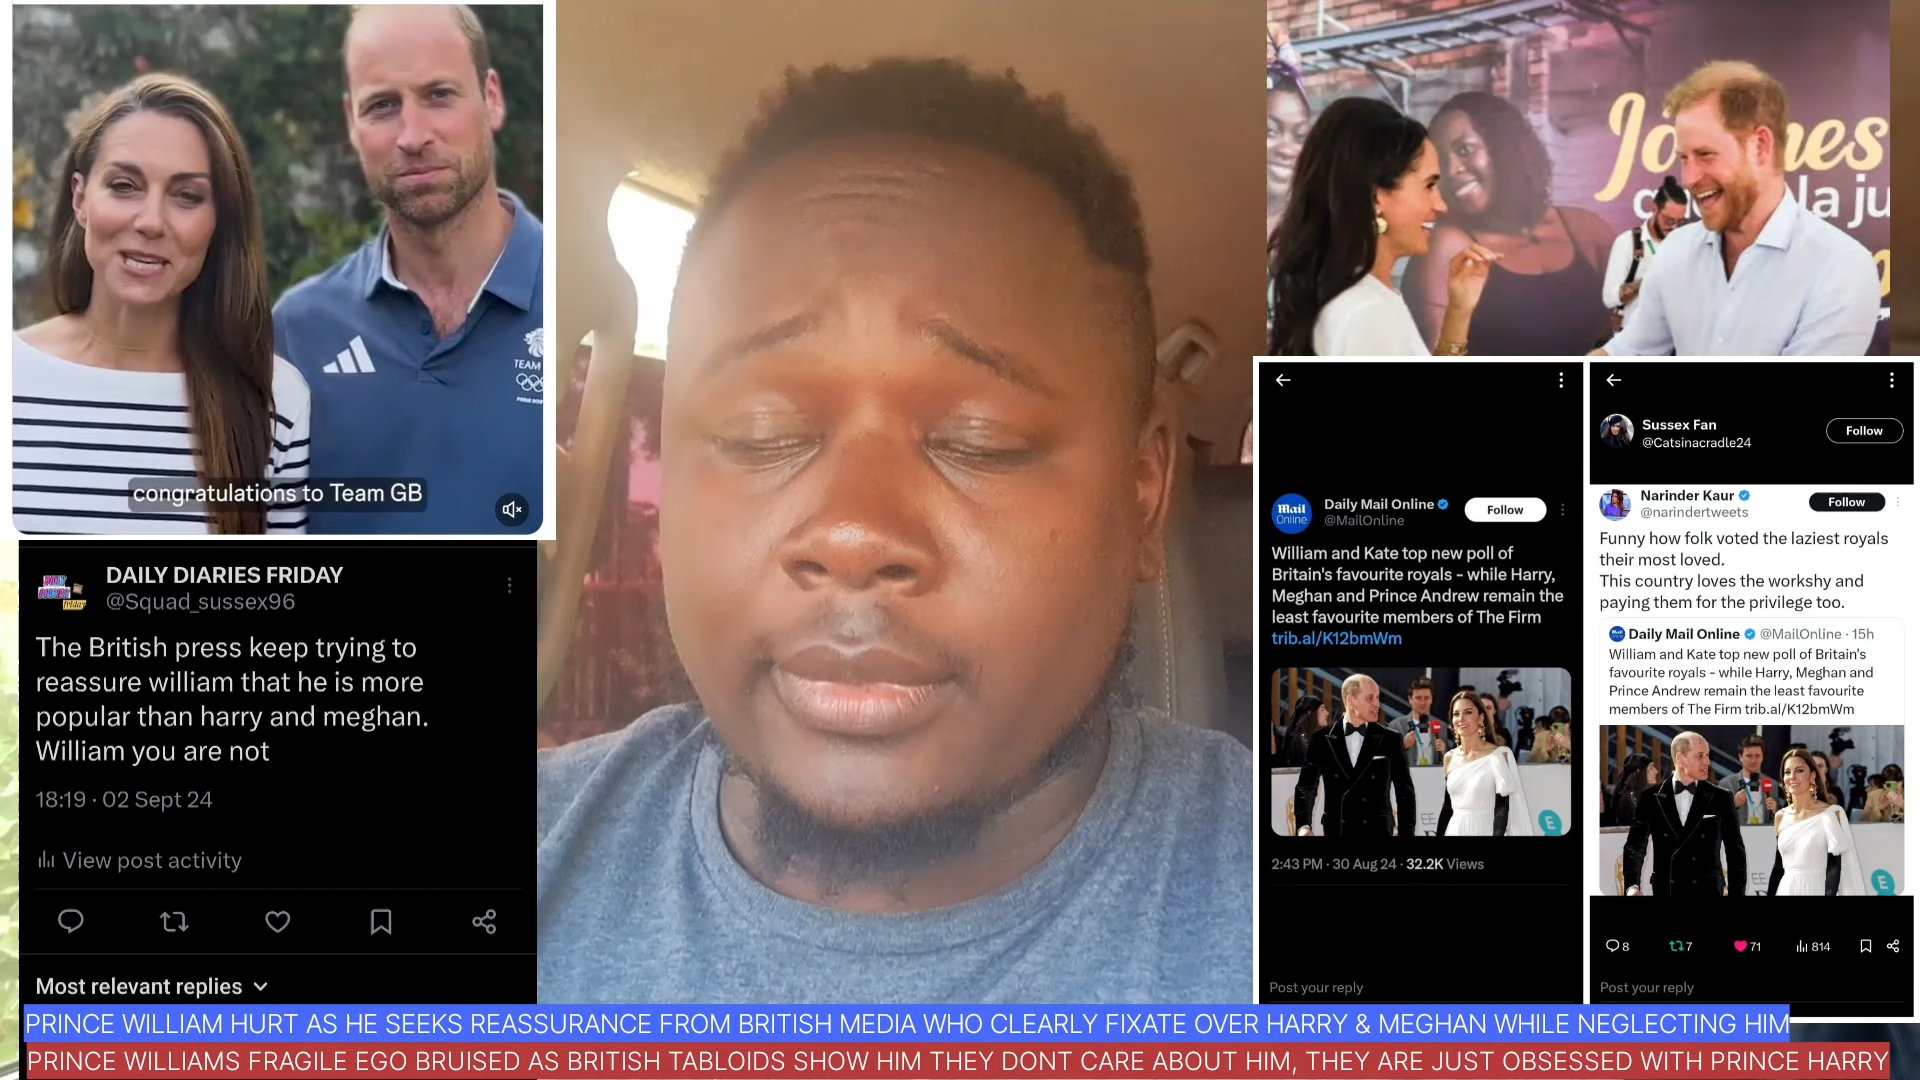 congratulations to Team GB
TEAM
DAILY DIARIES FRIDAY
@Squad_sussex96
The British press keep trying to
reassure william that he is more
popular than harry and meghan.
William you are not
18:19 · 02 Sept 24
View post activity
Most relevant replies
Mail
Online
Daily Mail Online
@MailOnline
Follow
William and Kate top new poll of
Britain's favourite royals - while Harry,
Meghan and Prince Andrew remain the
least favourite members of The Firm
trib.al/K12bmWm
2:43 PM · 30 Aug 24 · 32.2K Views
Post your reply
Sussex Fan
@Catsinacradle24
Follow
Narinder Kaur
@narindertweets
Follow
Funny how folk voted the laziest royals
their most loved.
This country loves the workshy and
paying them for the privilege too.
Daily Mail Online @MailOnline · 15h
William and Kate top new poll of Britain's
favourite royals - while Harry, Meghan and
Prince Andrew remain the least favourite
members of The Firm trib.al/K12bmWm
8 7 71 814
Post your reply
PRINCE WILLIAM HURT AS HE SEEKS REASSURANCE FROM BRITISH MEDIA WHO CLEARLY FIXATE OVER HARRY & MEGHAN WHILE NEGLECTING HIM
PRINCE WILLIAMS FRAGILE EGO BRUISED AS BRITISH TABLOIDS SHOW HIM THEY DONT CARE ABOUT HIM, THEY ARE JUST OBSESSED WITH PRINCE HARRY